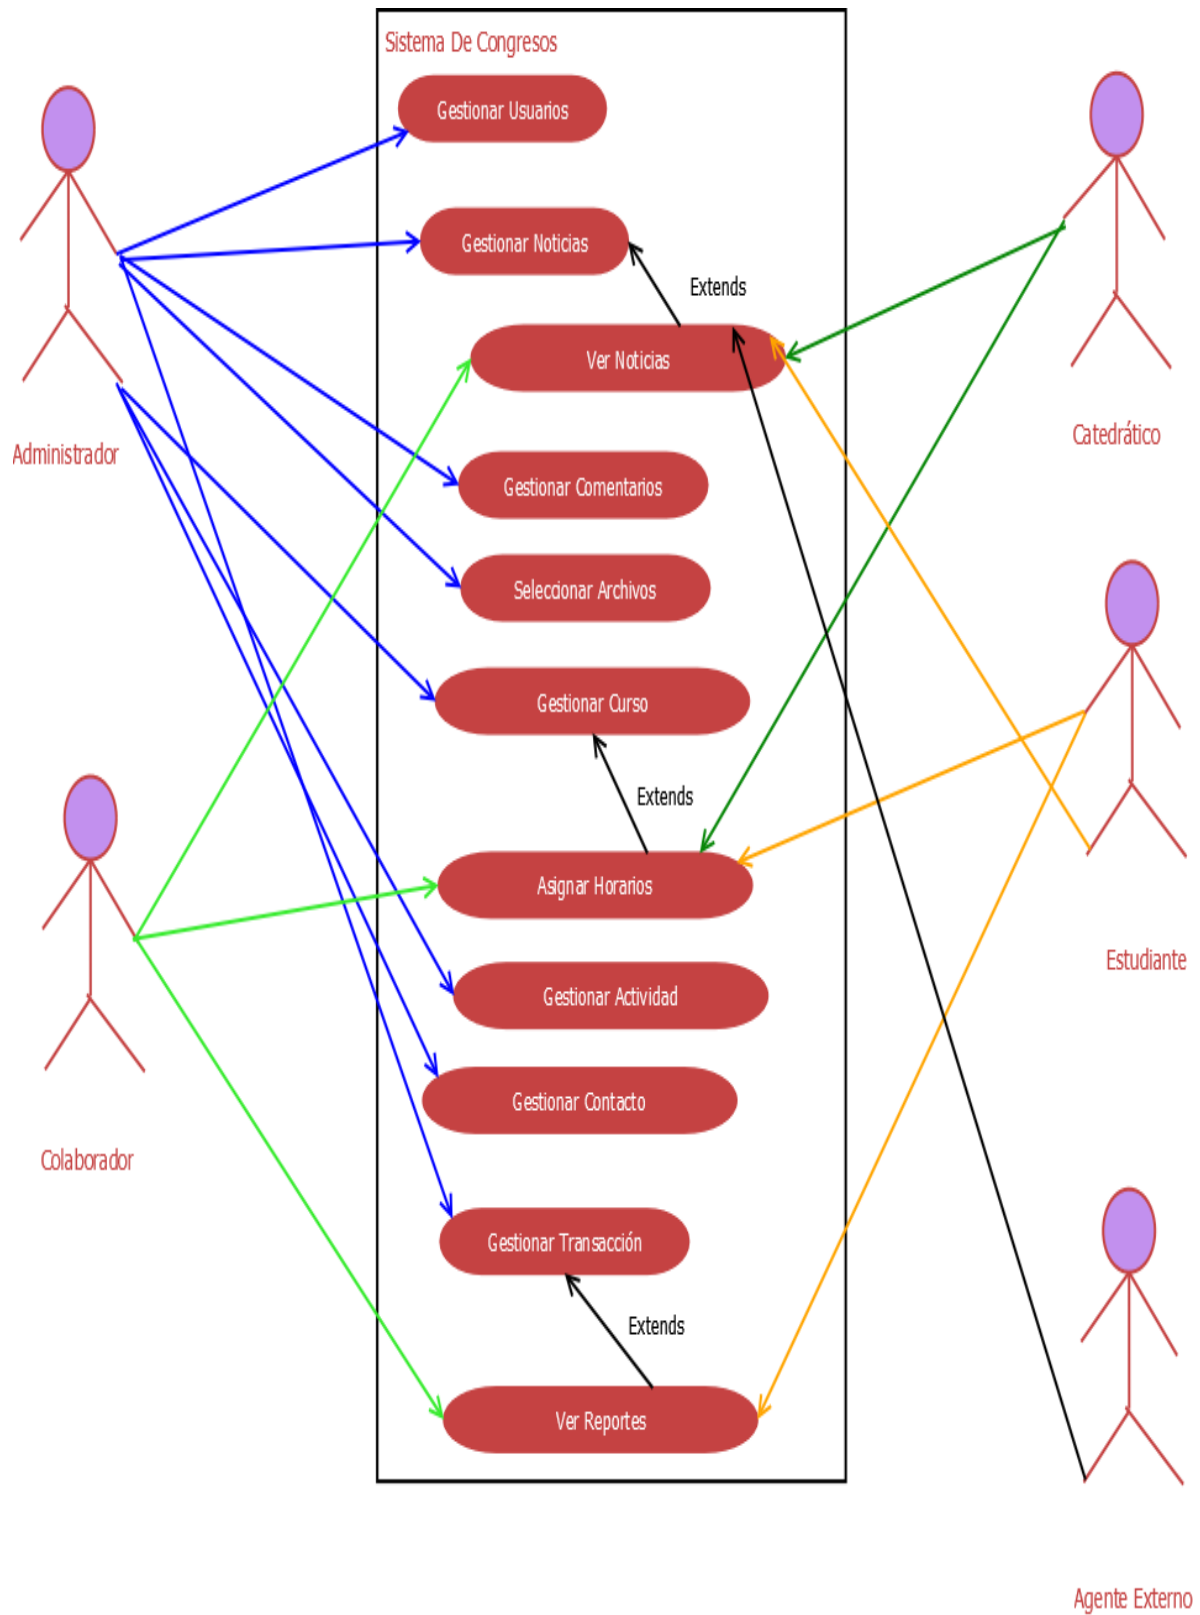 Sistema De Congresos
Gestionar Usuarios
Gestionar Noticias
Extends
Ver Noticias
Catedrático
Administrador
Gestionar Comentarios
Seleccionar Archivos
Gestionar Curso
Extends
Asignar Horarios
Estudiante
Gestionar Actividad
Gestionar Contacto
Colaborador
Gestionar Transacción
Extends
Ver Reportes
Agente Externo